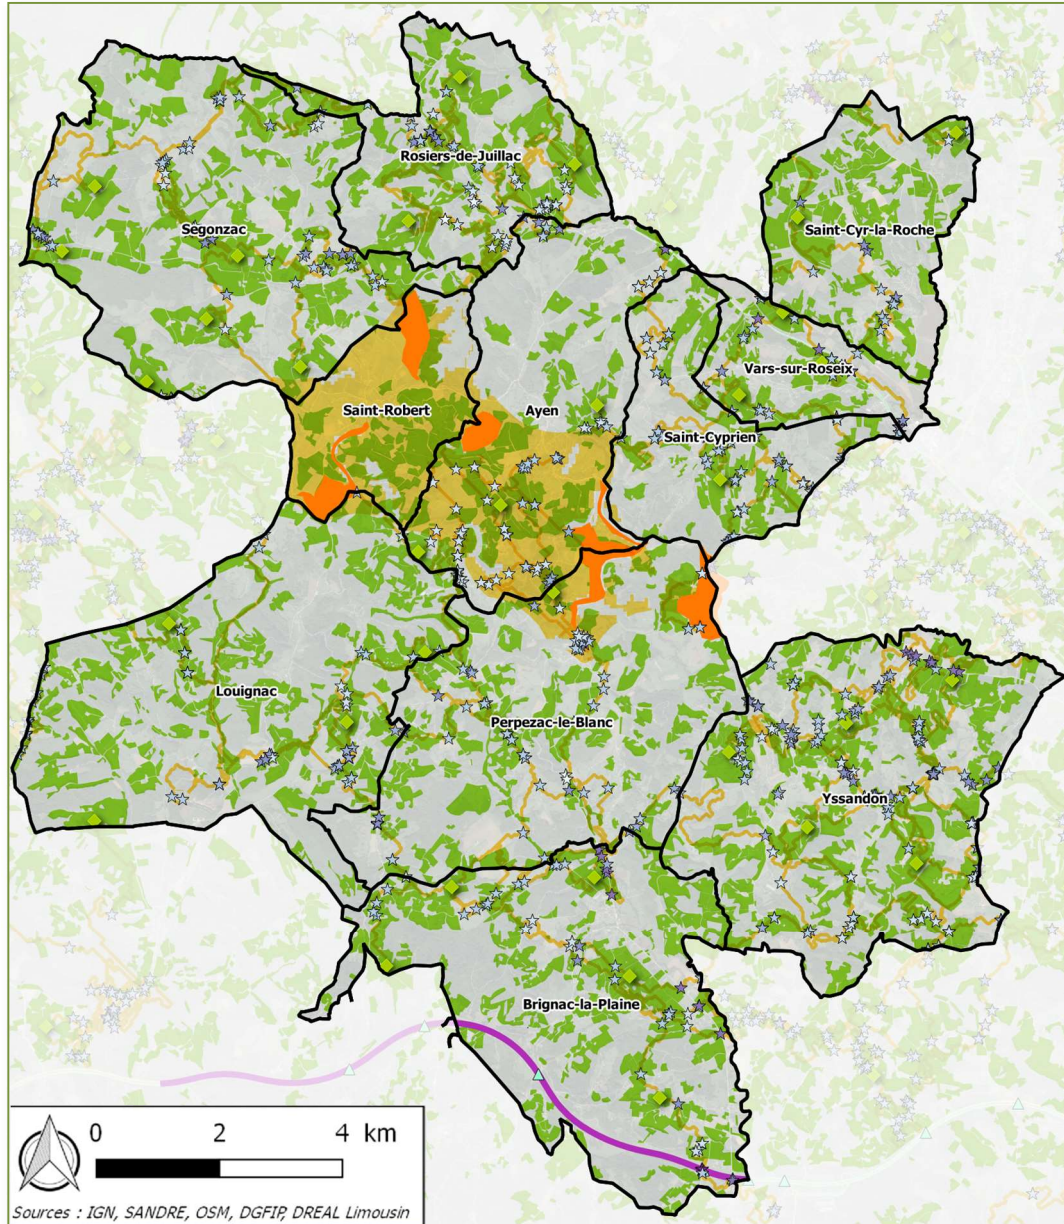 Rosiers-de-Juillac
Ségonzac
Saint-Cyr-la-Roche
Vars-sur-Roseix
Saint-Robert
Ayen
Saint-Cyprien
Louignac
Perpezac-le-Blanc
Yssandon
Brignac-la-Plaine
0 2 4 km
Sources : IGN, SANDRE, OSM, DGFIP, DREAL Limousin